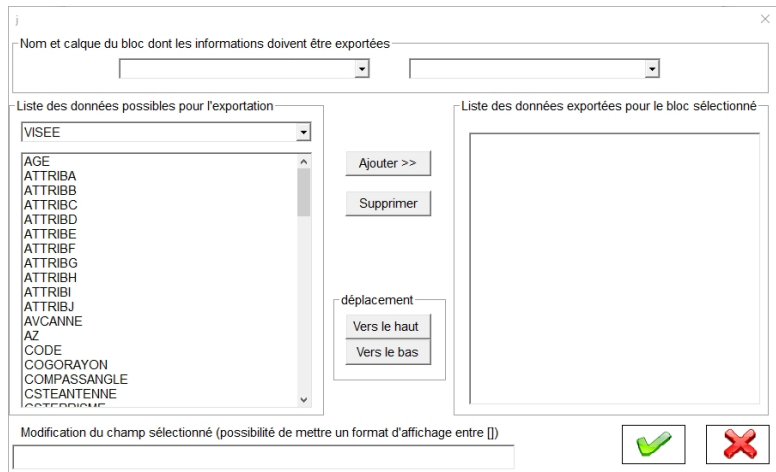 j
Nom et calque du bloc dont les informations doivent être exportées
Liste des données possibles pour l'exportation
VISEE
AGE
ATTRIBA
ATTRIBB
ATTRIBC
ATTRIBD
ATTRIBE
ATTRIBF
ATTRIBG
ATTRIBH
ATTRIBI
ATTRIBJ
AVCANNE
AZ
CODE
COGORAYON
COMPASSANGLE
CSTEANTENNE
CSTEPRISME
Ajouter >>
Supprimer
déplacement
Vers le haut
Vers le bas
Liste des données exportées pour le bloc sélectionné
Modification du champ sélectionné (possibilité de mettre un format d'affichage entre [])